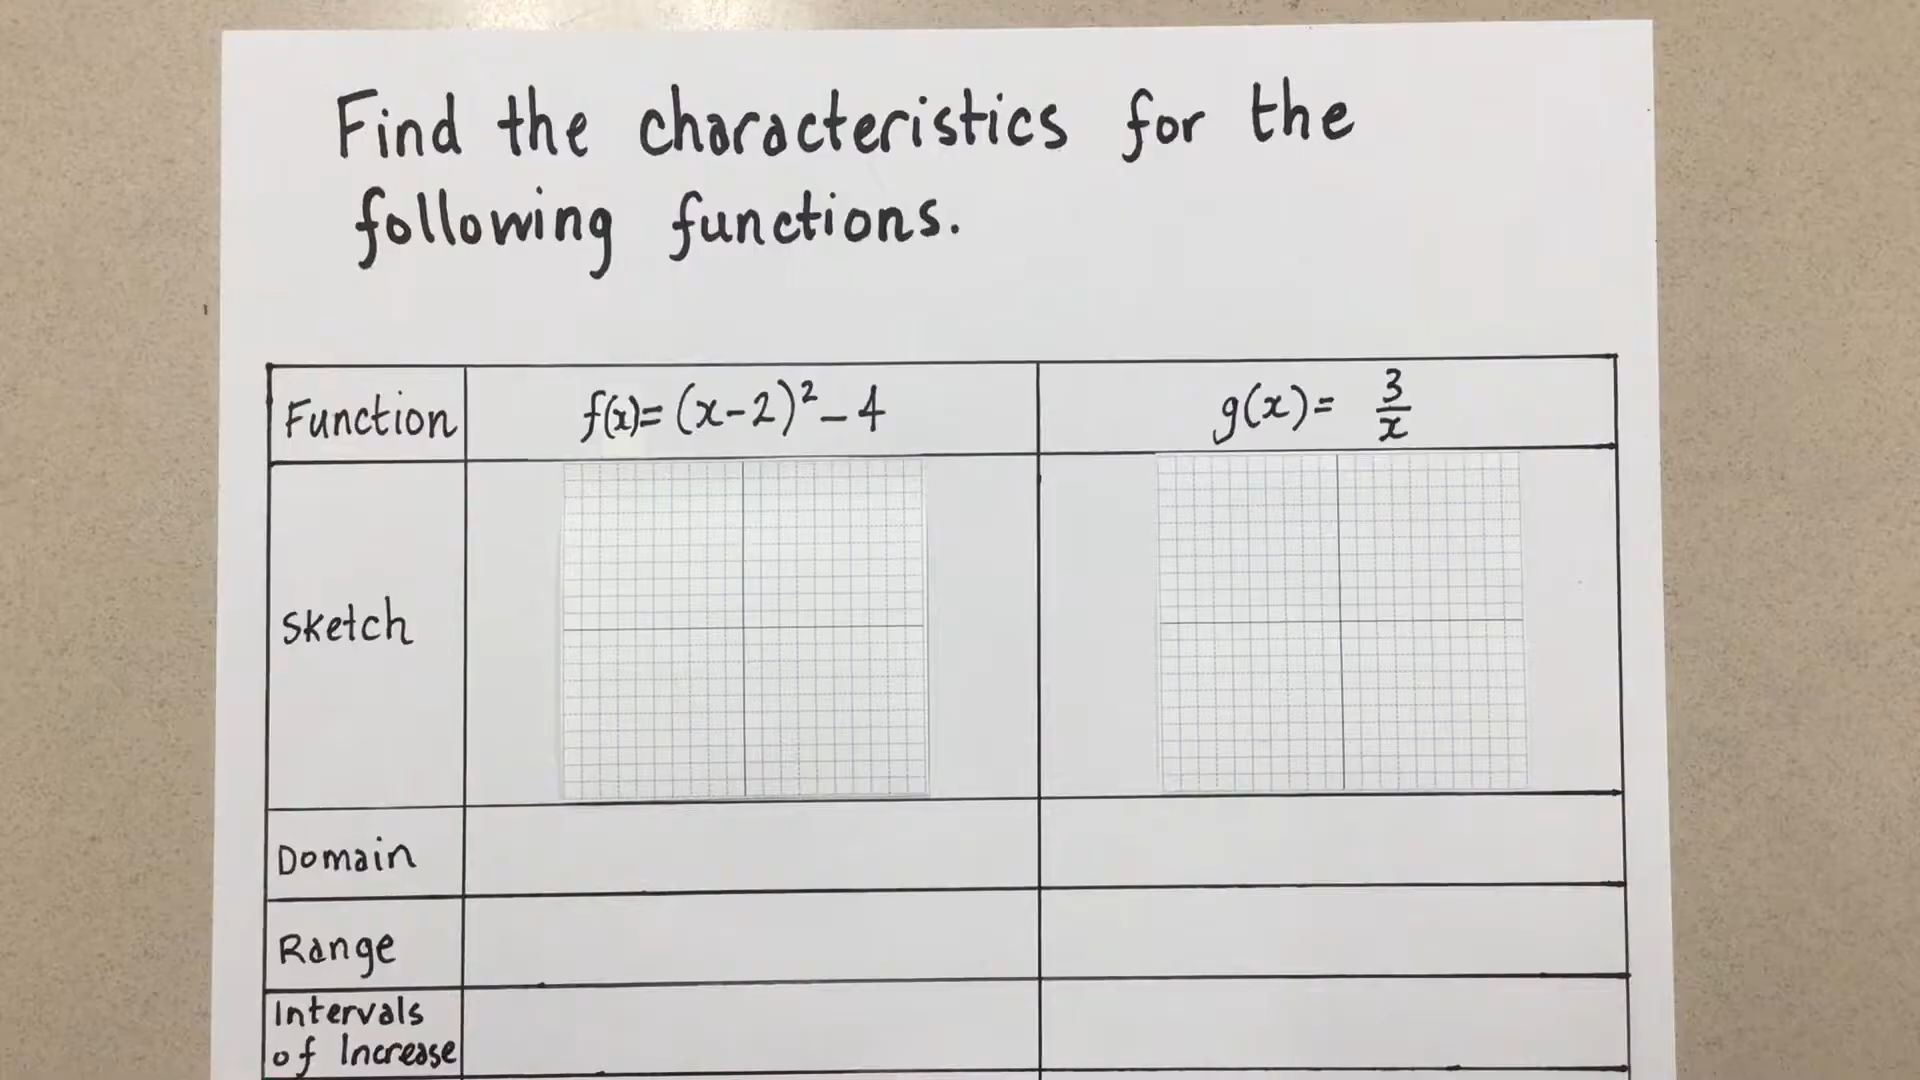 Find the characteristics for the
following functions.
Function
f(x)= (x-2)² - 4
g(x)= 3/x
Sketch
Domain
Range
Intervals
of Increase